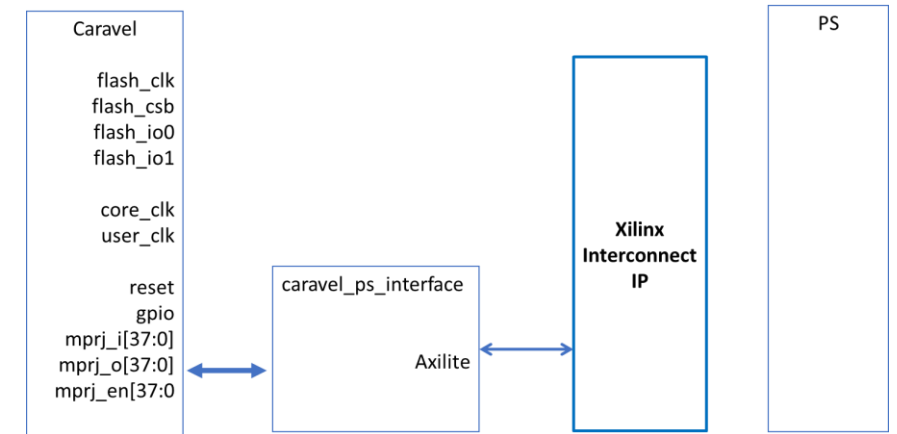 Caravel
flash_clk
flash_csb
flash_io0
flash_io1
core_clk
user_clk
reset
gpio
mprj_i[37:0]
mprj_o[37:0]
mprj_en[37:0
caravel_ps_interface
Axilite
Xilinx
Interconnect
IP
PS